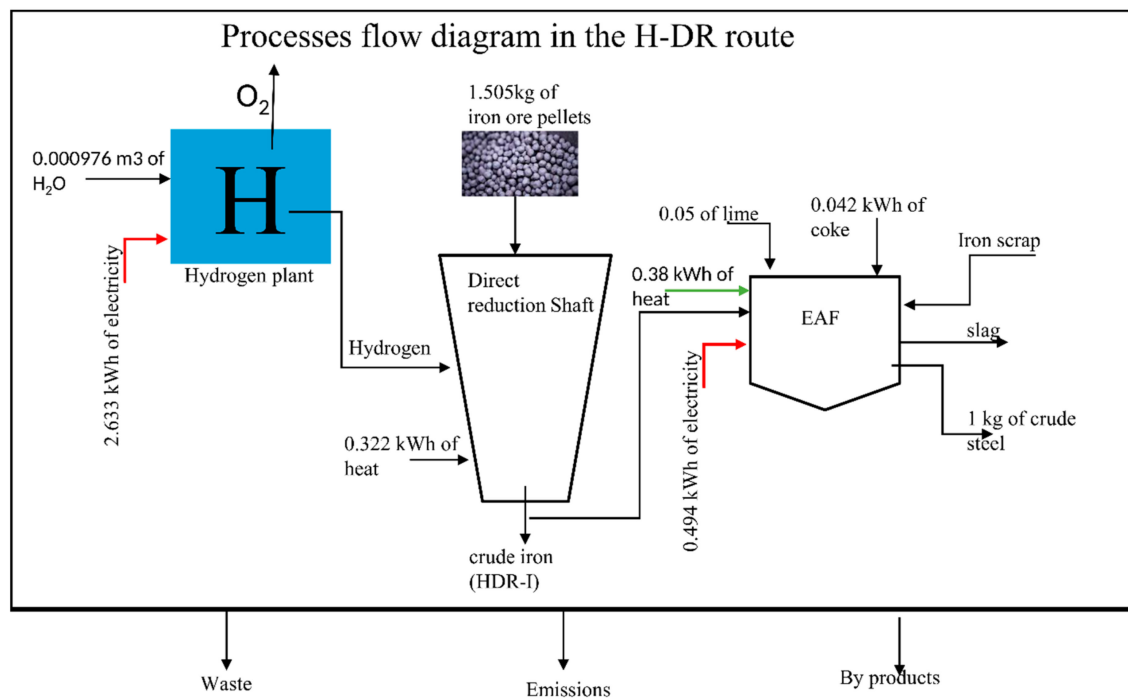 Processes flow diagram in the H-DR route
O2
1.505kg of
iron ore pellets
0.000976 m3 of
H2O
H
Hydrogen plant
2.633 kWh of electricity
Direct
reduction Shaft
Hydrogen
0.322 kWh of
heat
crude iron
(HDR-I)
0.05 of lime
0.042 kWh of
coke
Iron scrap
0.38 kWh of
heat
EAF
slag
0.494 kWh of electricity
1 kg of crude
steel
Waste
Emissions
By products